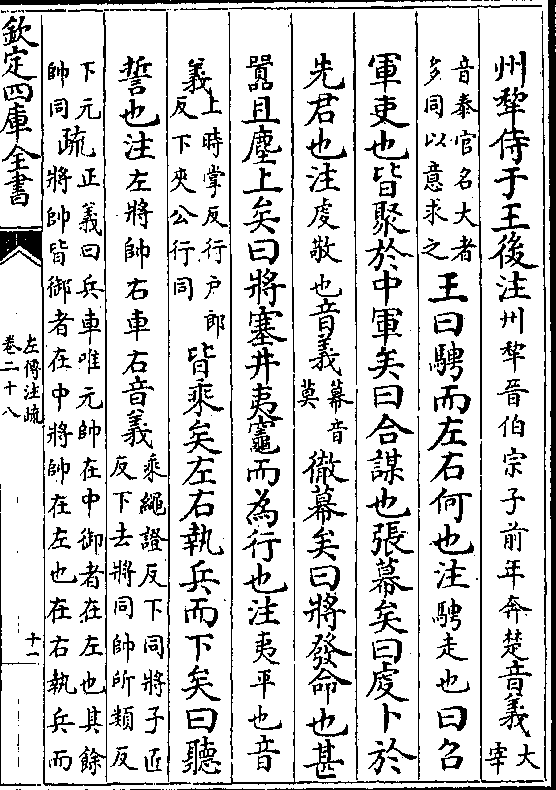 州犂侍于王後注州犂晉伯宗子前年奔楚音義大宰
音泰官名大者
多同以意求之王曰騁而左右何也注騁走也曰召
軍吏也皆聚於中軍矣曰合謀也張幕矣曰虔卜於
先君也注虔敬也音義幕音
莫徹幕矣曰將發命也甚
囂且塵上矣曰將塞井夷竈而為行也注夷平也音
義上時掌反行户郎
反下夾公行同皆乘矣左右執兵而下矣曰聽
誓也注左將帥右車右音義乘繩證反下同將子匠
反下去將同帥所類反
下元
帥同疏正義曰兵車唯元帥在中御者在左也其餘
將帥皆御者在中將帥在左也在右執兵而
欽定四庫全書
左傳注疏
卷二十八
十一